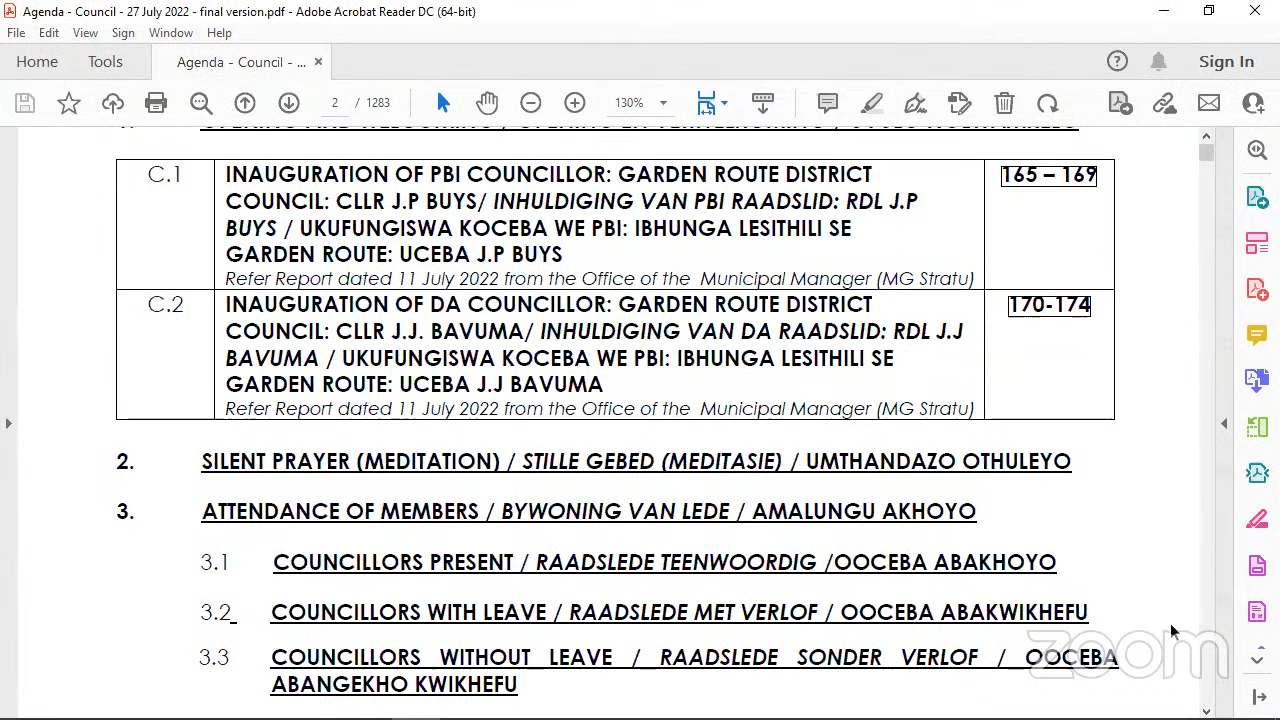 Agenda - Council - 27 July 2022 - final version.pdf - Adobe Acrobat Reader DC (64-bit)
File Edit View Sign Window Help
Home Tools Agenda - Council - ... × Sign In
2 / 1283 130%
C.1 INAUGURATION OF PBI COUNCILLOR: GARDEN ROUTE DISTRICT 165 – 169
COUNCIL: CLLR J.P BUYS/ INHULDIGING VAN PBI RAADSLID: RDL J.P
BUYS / UKUFUNGISWA KOCEBA WE PBI: IBHUNGA LESITHILI SE
GARDEN ROUTE: UCEBA J.P BUYS
Refer Report dated 11 July 2022 from the Office of the Municipal Manager (MG Stratu)
C.2 INAUGURATION OF DA COUNCILLOR: GARDEN ROUTE DISTRICT 170-174
COUNCIL: CLLR J.J. BAVUMA/ INHULDIGING VAN DA RAADSLID: RDL J.J
BAVUMA / UKUFUNGISWA KOCEBA WE PBI: IBHUNGA LESITHILI SE
GARDEN ROUTE: UCEBA J.J BAVUMA
Refer Report dated 11 July 2022 from the Office of the Municipal Manager (MG Stratu)
2. SILENT PRAYER (MEDITATION) / STILLE GEBED (MEDITASIE) / UMTHANDAZO OTHULEYO
3. ATTENDANCE OF MEMBERS / BYWONING VAN LEDE / AMALUNGU AKHOYO
3.1 COUNCILLORS PRESENT / RAADSLEDE TEENWOORDIG /OOCEBA ABAKHOYO
3.2 COUNCILLORS WITH LEAVE / RAADSLEDE MET VERLOF / OOCEBA ABAKWIKHEFU
3.3 COUNCILLORS WITHOUT LEAVE / RAADSLEDE SONDER VERLOF / OOCEBA
ABANGEKHO KWIKHEFU
zoom